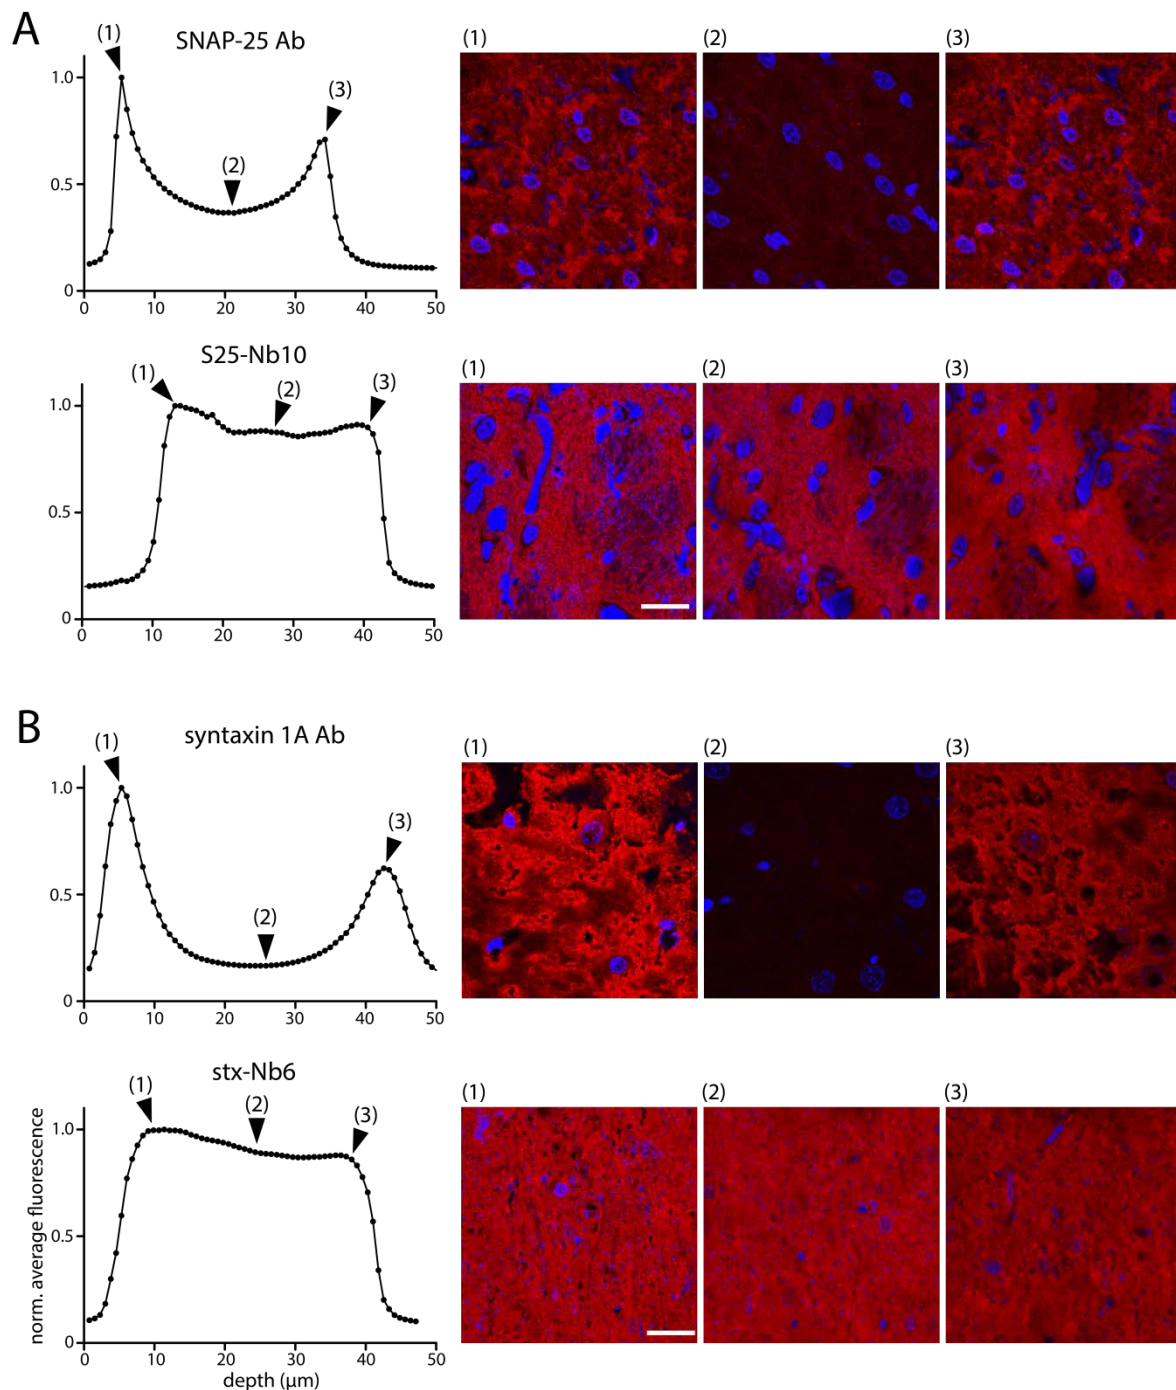 A
SNAP-25 Ab
(1)
(2)
(3)
1.0
0.5
0
0 10 20 30 40 50
(1) (2) (3)
S25-Nb10
(1)
(2)
(3)
1.0
0.5
0
0 10 20 30 40 50
(1) (2) (3)
B
syntaxin 1A Ab
(1)
(2)
(3)
1.0
0.5
0
0 10 20 30 40 50
(1) (2) (3)
stx-Nb6
(1)
(2)
(3)
1.0
0.5
0
0 10 20 30 40 50
norm. average fluorescence
depth (µm)
(1) (2) (3)